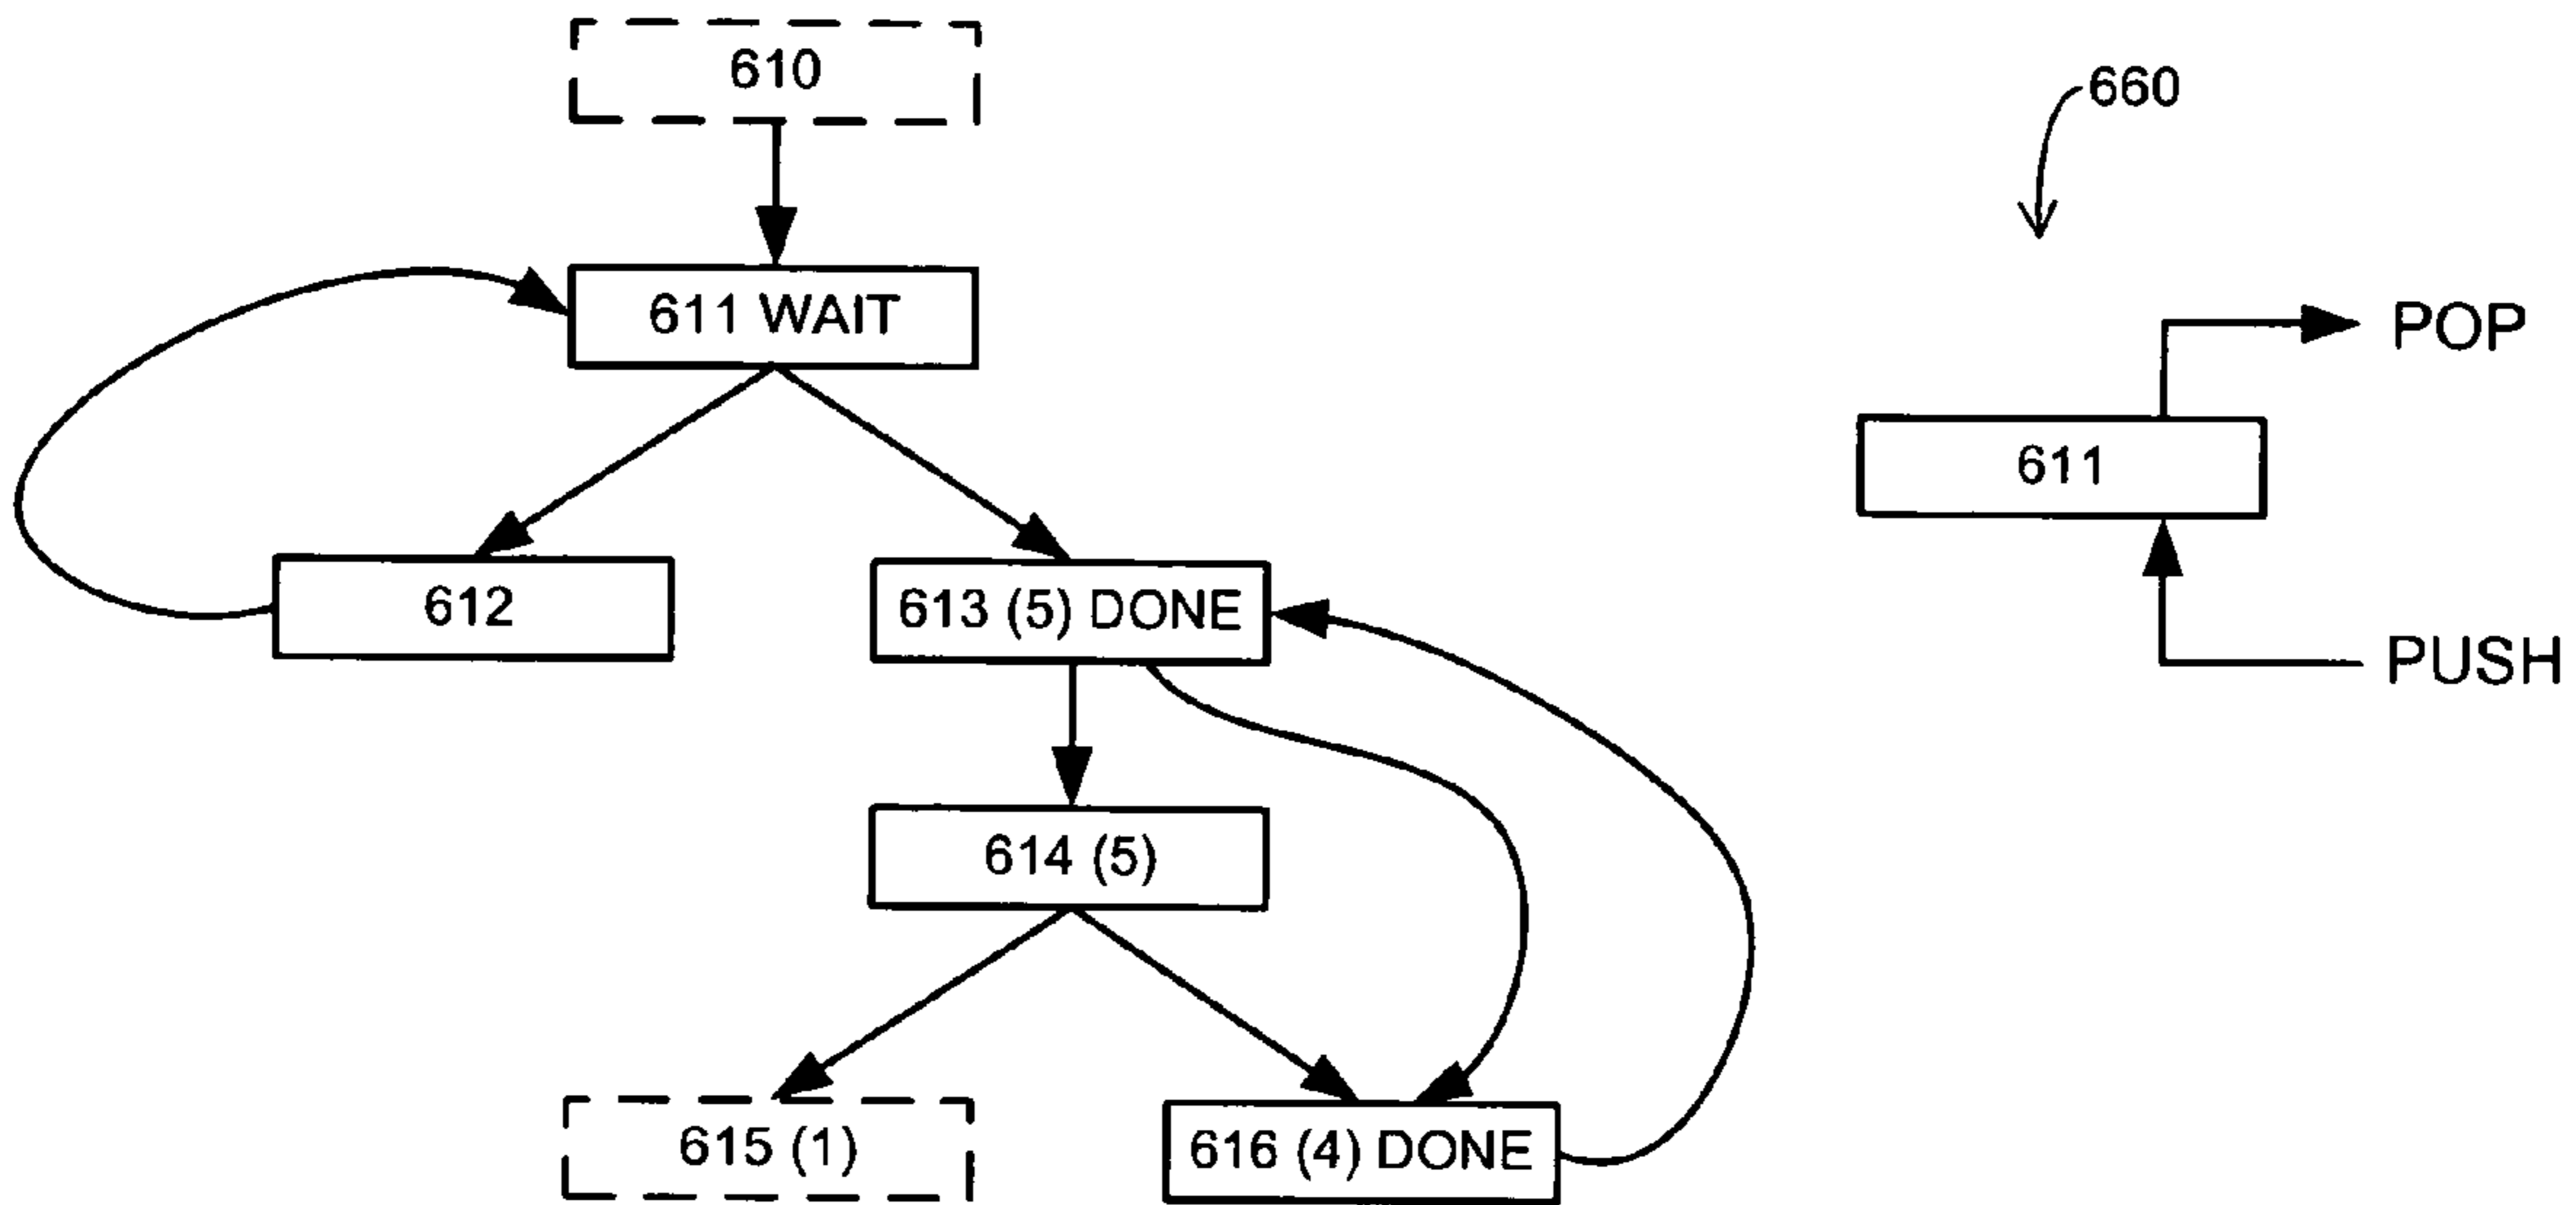 610
660
611 WAIT
POP
611
612
613 (5) DONE
PUSH
614 (5)
615 (1)
616 (4) DONE